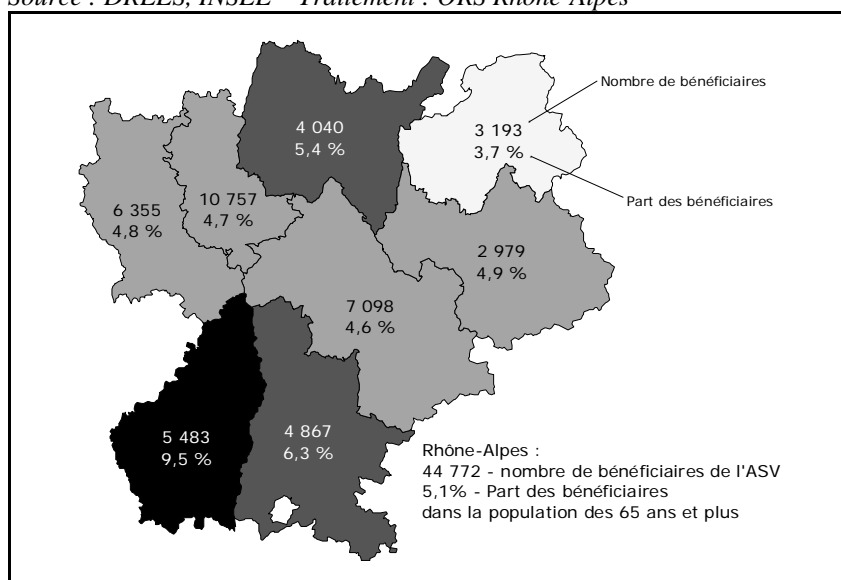 Source : DREES, INSEE – Traitement : ORS Rhône-Alpes
Nombre de bénéficiaires
4 040
5,4 %
3 193
3,7 %
Part des bénéficiaires
10 757
4,7 %
6 355
4,8 %
2 979
4,9 %
7 098
4,6 %
5 483
9,5 %
4 867
6,3 %
Rhône-Alpes :
44 772 - nombre de bénéficiaires de l'ASV
5,1% - Part des bénéficiaires
dans la population des 65 ans et plus